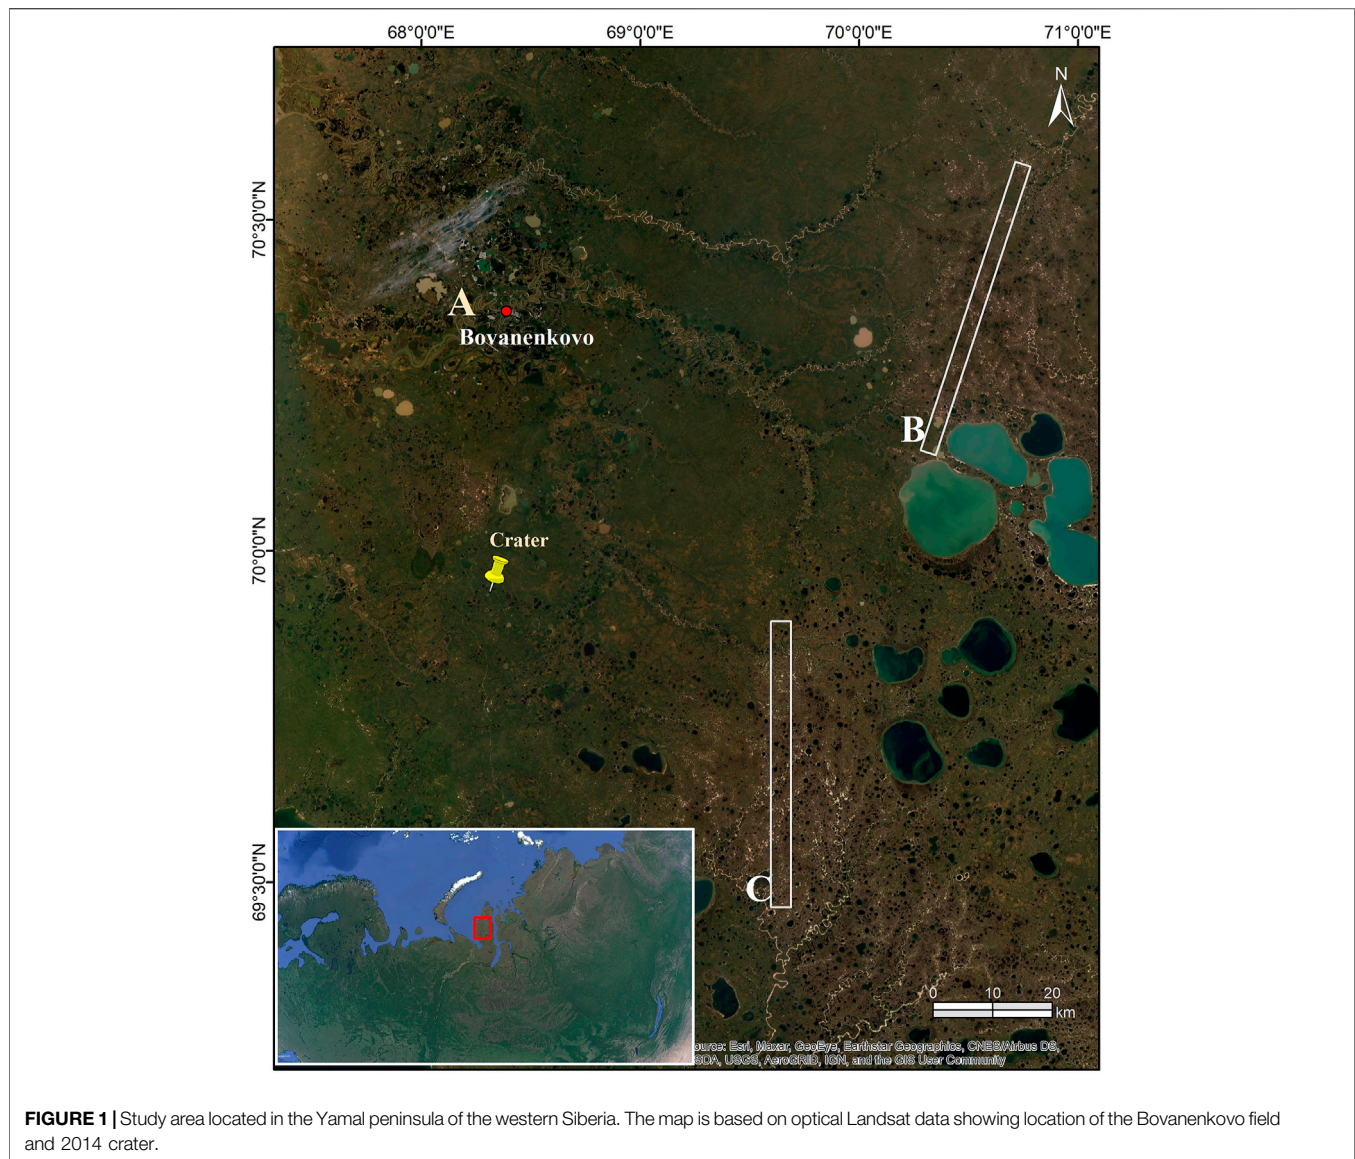 68°0'0"E 69°0'0"E 70°0'0"E 71°0'0"E
N
70°30'0"N
A
Bovanenkovo
B
Crater
70°0'0"N
C
69°30'0"N
0 10 20
km
ource: Esri, Maxar, GeoEye, Earthstar Geographics, CNES/Airbus DS,
SDA, USGS, AeroGRID, IGN, and the GIS User Community
FIGURE 1 | Study area located in the Yamal peninsula of the western Siberia. The map is based on optical Landsat data showing location of the Bovanenkovo field
and 2014 crater.